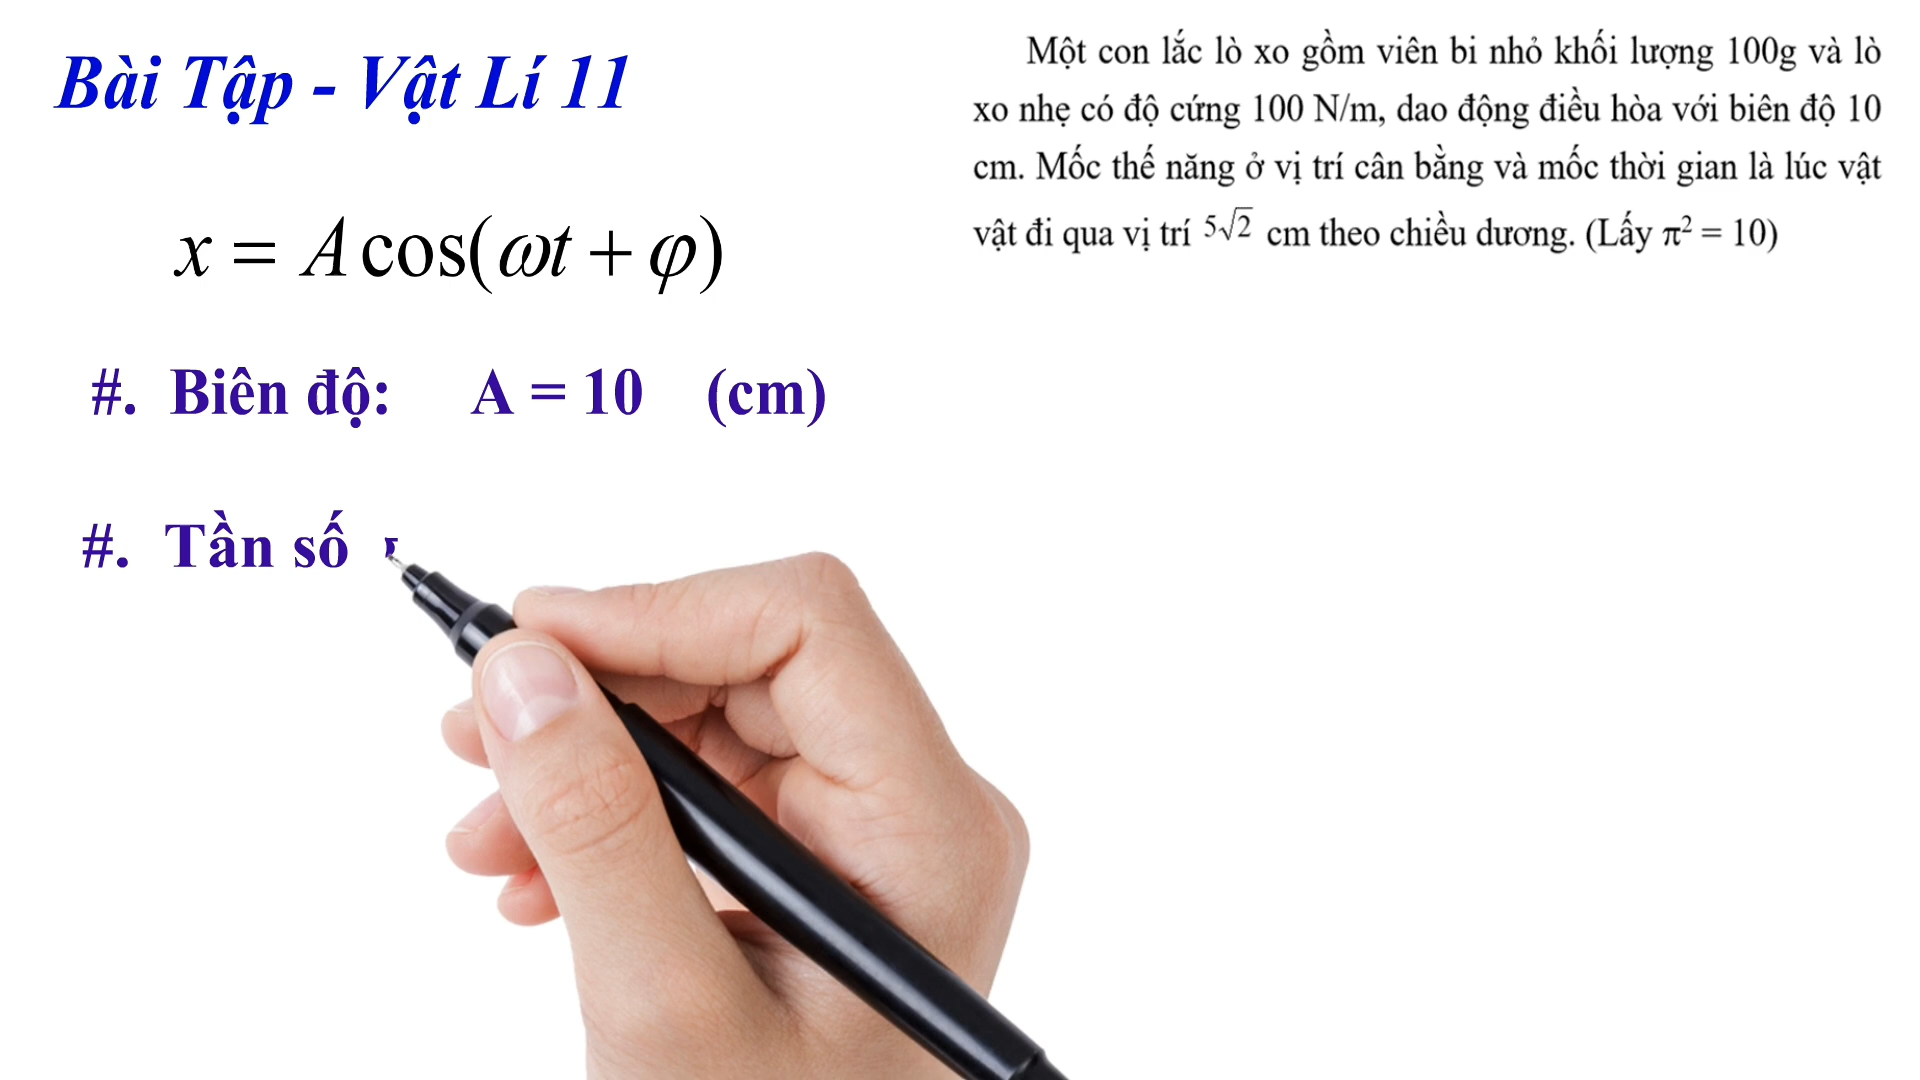 Bài Tập - Vật Lí 11
x = A cos(ωt + φ)
#. Biên độ: A = 10 (cm)
#. Tần số
Một con lắc lò xo gồm viên bi nhỏ khối lượng 100g và lò
xo nhẹ có độ cứng 100 N/m, dao động điều hòa với biên độ 10
cm. Mốc thế năng ở vị trí cân bằng và mốc thời gian là lúc vật
vật đi qua vị trí 5√2 cm theo chiều dương. (Lấy π² = 10)